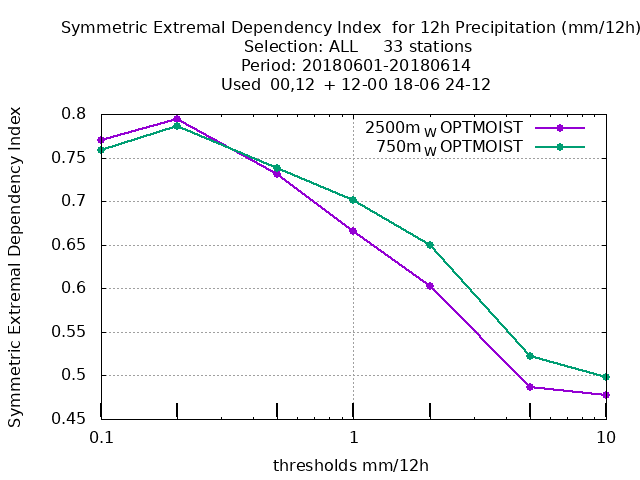 Symmetric Extremal Dependency Index  for 12h Precipitation (mm/12h)
Selection: ALL     33 stations
Period: 20180601-20180614
Used  00,12  + 12-00 18-06 24-12
Symmetric Extremal Dependency Index
0.8
0.75
0.7
0.65
0.6
0.55
0.5
0.45
2500m W OPTMOIST
750m W OPTMOIST
0.1 1 10
thresholds mm/12h